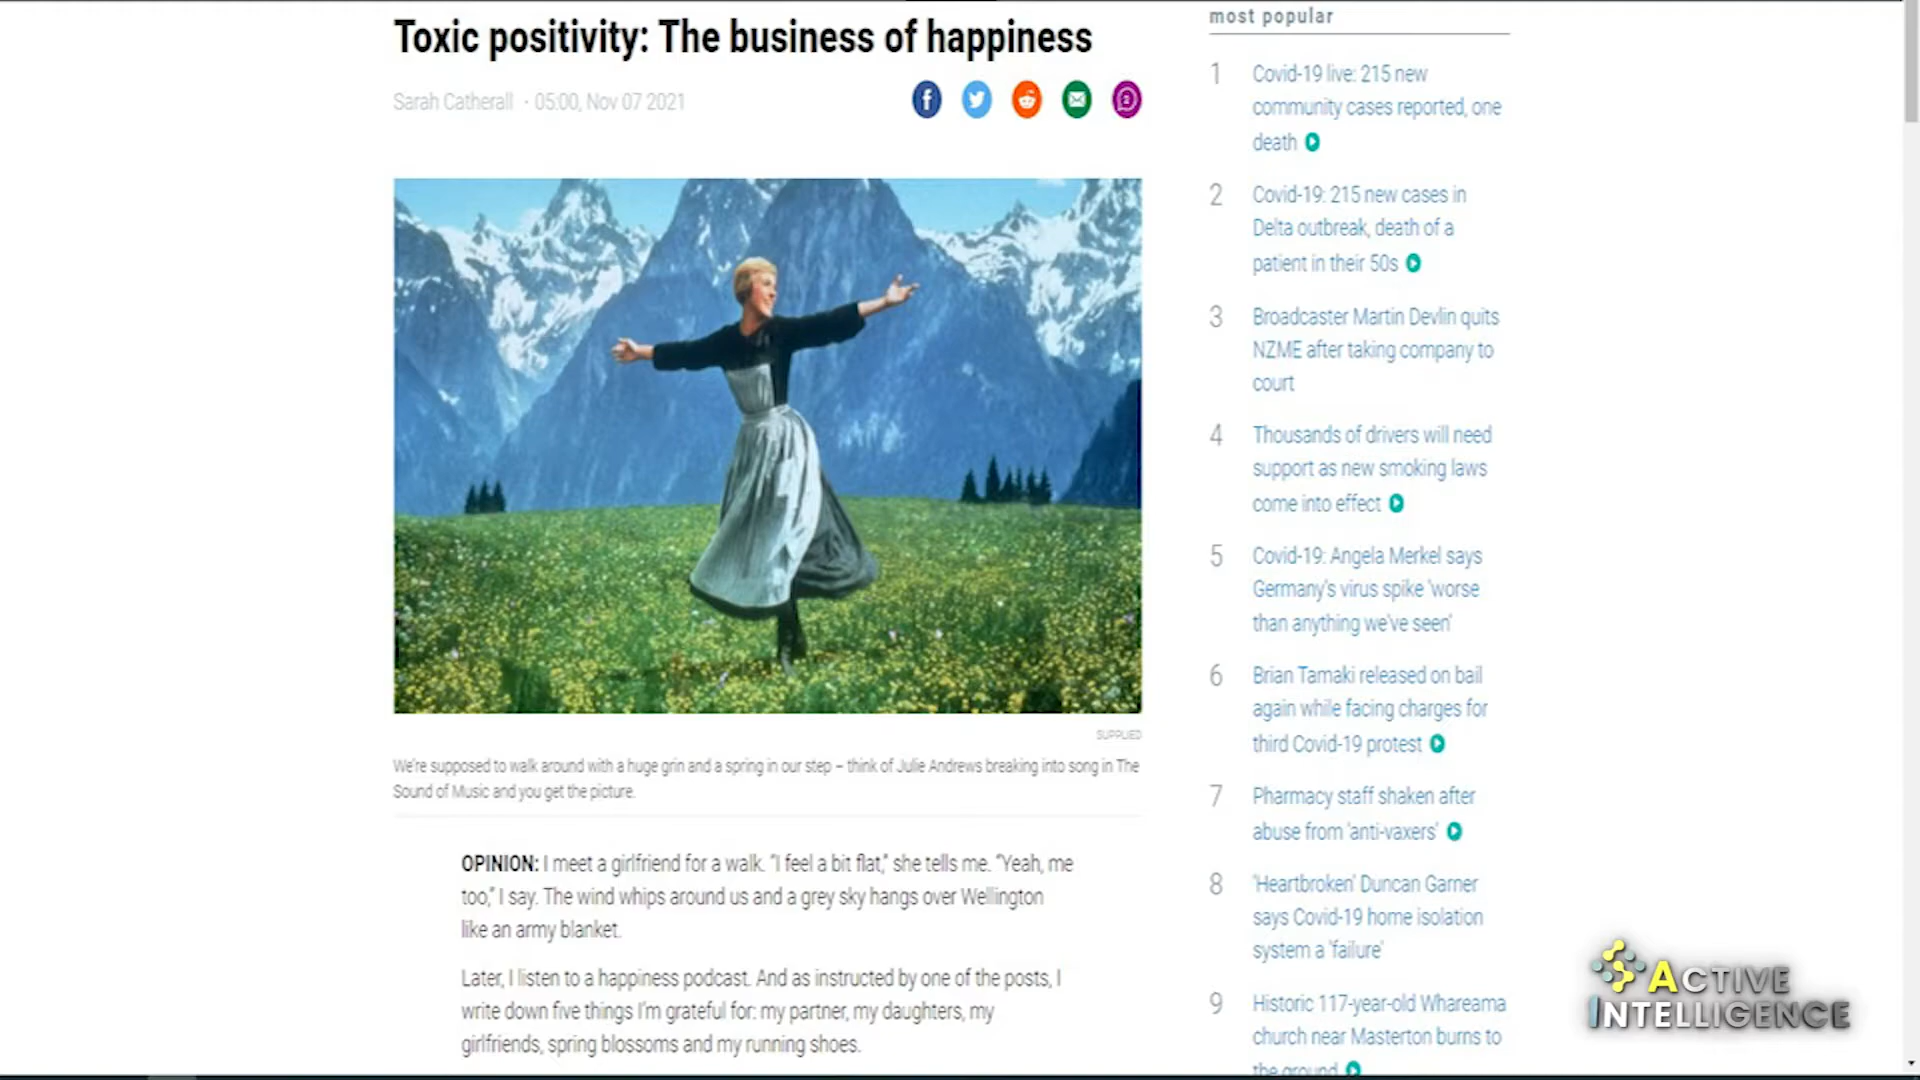 Toxic positivity: The business of happiness
Sarah Catherall · 05:00, Nov 07 2021
2
SUPPLIED
We're supposed to walk around with a huge grin and a spring in our step – think of Julie Andrews breaking into song in The
Sound of Music and you get the picture.
OPINION: I meet a girlfriend for a walk. “I feel a bit flat,” she tells me. “Yeah, me
too,” I say. The wind whips around us and a grey sky hangs over Wellington
like an army blanket.
Later, I listen to a happiness podcast. And as instructed by one of the posts, I
write down five things I'm grateful for: my partner, my daughters, my
girlfriends, spring blossoms and my running shoes.
most popular
1 Covid-19 live: 215 new
community cases reported, one
death
2 Covid-19: 215 new cases in
Delta outbreak, death of a
patient in their 50s
3 Broadcaster Martin Devlin quits
NZME after taking company to
court
4 Thousands of drivers will need
support as new smoking laws
come into effect
5 Covid-19: Angela Merkel says
Germany's virus spike 'worse
than anything we've seen'
6 Brian Tamaki released on bail
again while facing charges for
third Covid-19 protest
7 Pharmacy staff shaken after
abuse from 'anti-vaxers'
8 'Heartbroken' Duncan Garner
says Covid-19 home isolation
system a 'failure'
9 Historic 117-year-old Whareama
church near Masterton burns to
the ground
ACTIVE
INTELLIGENCE